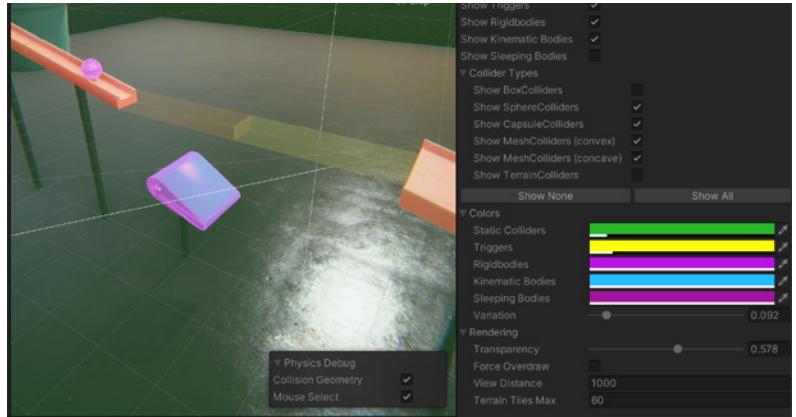 Show Triggers
Show Rigidbodies
Show Kinematic Bodies
Show Sleeping Bodies
Collider Types
Show BoxColliders
Show SphereColliders
Show CapsuleColliders
Show MeshColliders (convex)
Show MeshColliders (concave)
Show TerrainColliders
Show None Show All
Colors
Static Colliders
Triggers
Rigidbodies
Kinematic Bodies
Sleeping Bodies
Variation 0.092
Rendering
Transparency 0.578
Force Overdraw
View Distance 1000
Terrain Tiles Max 60
Physics Debug
Collision Geometry
Mouse Select